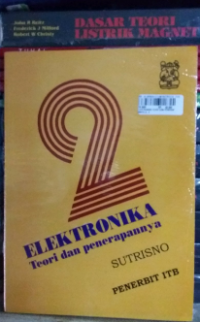 DASAR TEORI
LISTRIK MAGNET
2
ELEKTRONIKA
Teori dan penerapannya
SUTRISNO
PENERBIT ITB